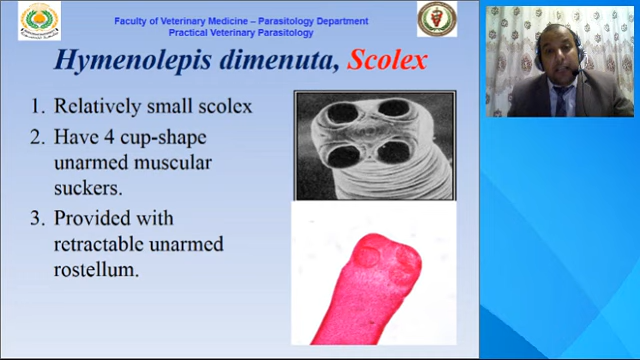 Faculty of Veterinary Medicine – Parasitology Department
Practical Veterinary Parasitology
Hymenolepis dimenuta, Scolex
1. Relatively small scolex
2. Have 4 cup-shape
unarmed muscular
suckers.
3. Provided with
retractable unarmed
rostellum.